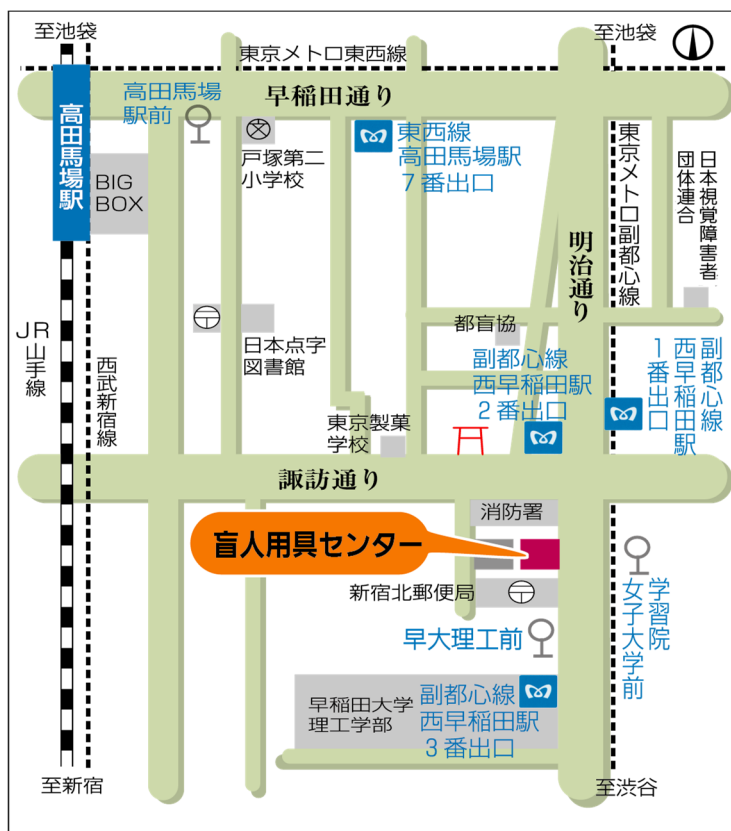 至池袋
至池袋
東京メトロ東西線
早稲田通り
高田馬場
駅前
高田馬場駅
BIG
BOX
戸塚第二
小学校
東西線
高田馬場駅
7番出口
明治通り
東京メトロ副都心線
日本視覚障害者
団体連合
JR
山手線
西武新宿線
日本点字
図書館
都盲協
副都心線
西早稲田駅
2番出口
副都心線
西早稲田駅
1番出口
東京製菓
学校
諏訪通り
消防署
盲人用具センター
新宿北郵便局
学習院
女子大学前
早大理工前
早稲田大学
理工学部
副都心線
西早稲田駅
3番出口
至新宿
至渋谷